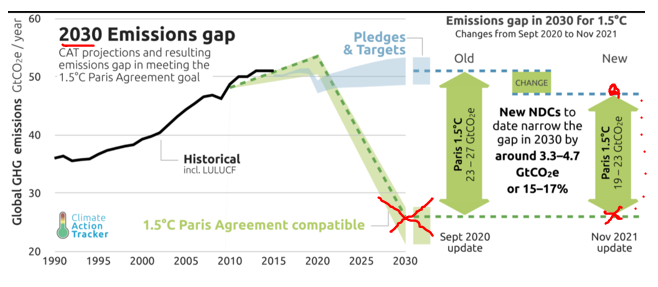 2030 Emissions gap
CAT projections and resulting
emissions gap in meeting the
1.5°C Paris Agreement goal
Global GHG emissions GtCO₂e / year
60
50
40
30
20
1990
1995
2000
2005
2010
2015
2020
2025
2030
Historical
incl. LULUCF
Climate
Action
Tracker
1.5°C Paris Agreement compatible
Pledges
& Targets
Emissions gap in 2030 for 1.5°C
Changes from Sept 2020 to Nov 2021
Old
New
CHANGE
Paris 1.5°C
23 – 27 GtCO₂e
New NDCs to
date narrow the
gap in 2030 by
around 3.3–4.7
GtCO₂e
or 15–17%
Paris 1.5°C
19 – 23 GtCO₂e
Sept 2020
update
Nov 2021
update